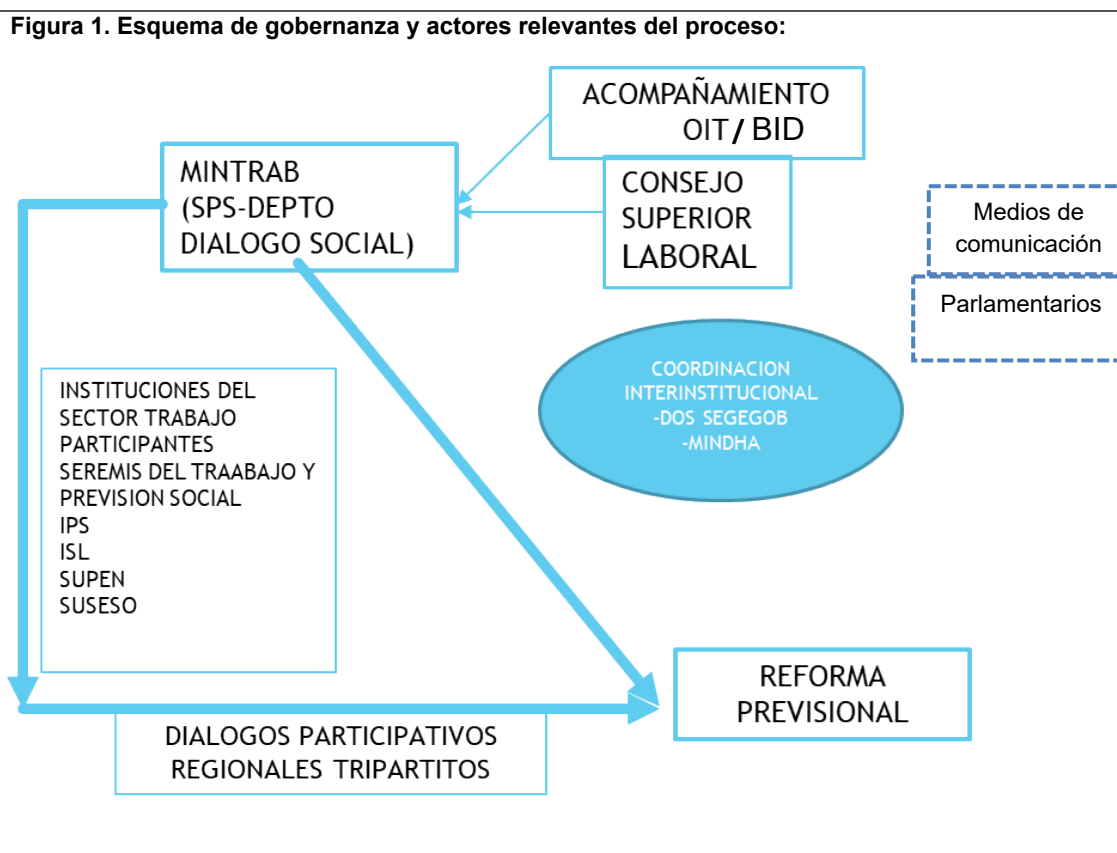 Figura 1. Esquema de gobernanza y actores relevantes del proceso:
ACOMPAÑAMIENTO
OIT/ BID
MINTRAB
(SPS-DEPTO
DIALOGO SOCIAL)
CONSEJO
SUPERIOR
LABORAL
Medios de
comunicación
Parlamentarios
COORDINACION
INTERINSTITUCIONAL
-DOS SEGEGOB
-MINDHA
INSTITUCIONES DEL
SECTOR TRABAJO
PARTICIPANTES
SEREMIS DEL TRAABAJO Y
PREVISION SOCIAL
IPS
ISL
SUPEN
SUSESO
REFORMA
PREVISIONAL
DIALOGOS PARTICIPATIVOS
REGIONALES TRIPARTITOS